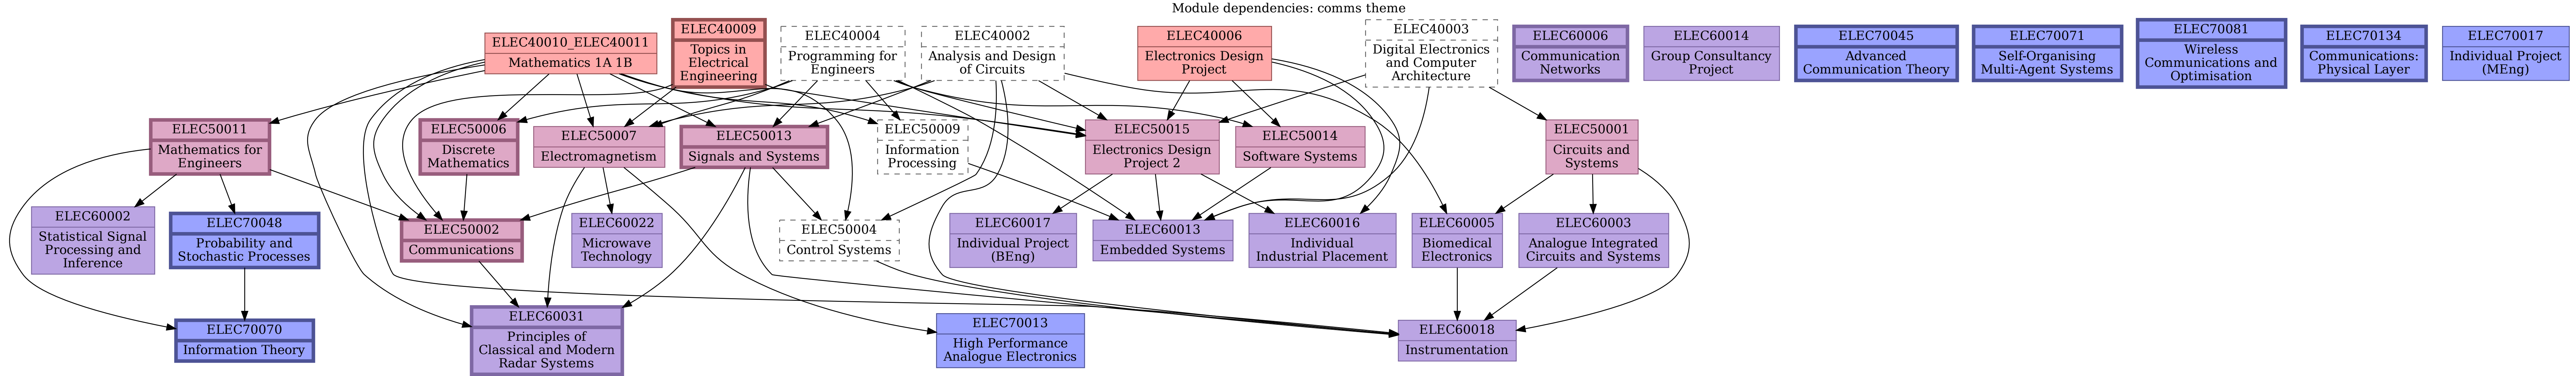 Module dependencies: comms theme
ELEC40010_ELEC40011
Mathematics 1A 1B
ELEC40009
Topics in
Electrical
Engineering
ELEC40004
Programming for
Engineers
ELEC40002
Analysis and Design
of Circuits
ELEC40006
Electronics Design
Project
ELEC40003
Digital Electronics
and Computer
Architecture
ELEC60006
Communication
Networks
ELEC60014
Group Consultancy
Project
ELEC70045
Advanced
Communication Theory
ELEC70071
Self-Organising
Multi-Agent Systems
ELEC70081
Wireless
Communications and
Optimisation
ELEC70134
Communications:
Physical Layer
ELEC70017
Individual Project
(MEng)
ELEC50011
Mathematics for
Engineers
ELEC50006
Discrete
Mathematics
ELEC50007
Electromagnetism
ELEC50013
Signals and Systems
ELEC50009
Information
Processing
ELEC50015
Electronics Design
Project 2
ELEC50014
Software Systems
ELEC50001
Circuits and
Systems
ELEC60002
Statistical Signal
Processing and
Inference
ELEC70048
Probability and
Stochastic Processes
ELEC50002
Communications
ELEC60022
Microwave
Technology
ELEC50004
Control Systems
ELEC60017
Individual Project
(BEng)
ELEC60013
Embedded Systems
ELEC60016
Individual
Industrial Placement
ELEC60005
Biomedical
Electronics
ELEC60003
Analogue Integrated
Circuits and Systems
ELEC70070
Information Theory
ELEC60031
Principles of
Classical and Modern
Radar Systems
ELEC70013
High Performance
Analogue Electronics
ELEC60018
Instrumentation